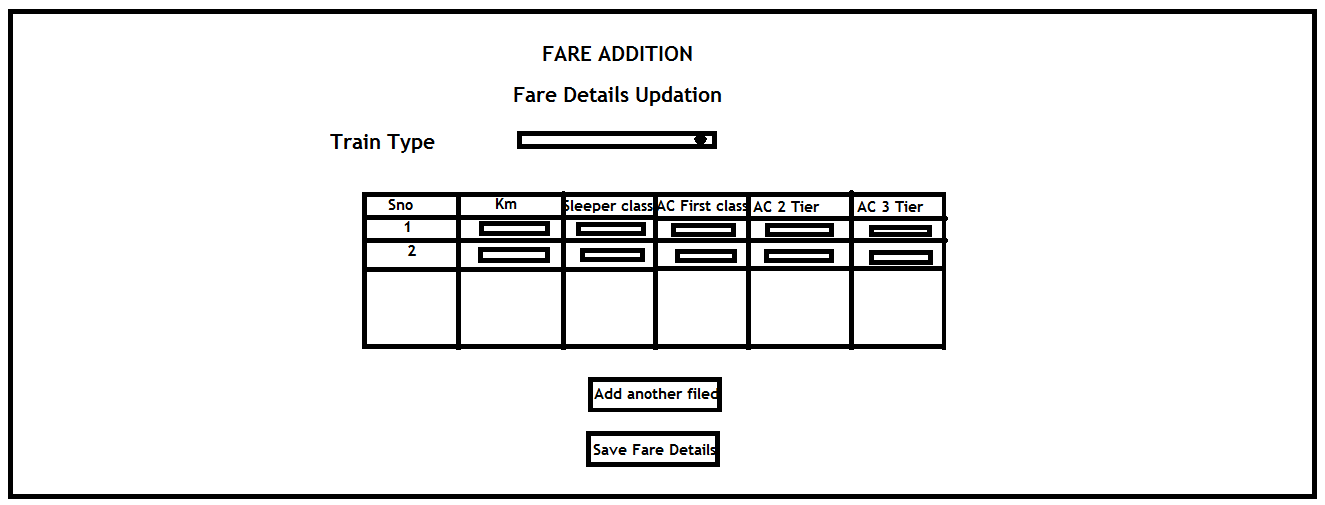 FARE ADDITION
Fare Details Updation
Train Type
Sno Km Sleeper class AC First class AC 2 Tier AC 3 Tier
1
2
Add another filed
Save Fare Details